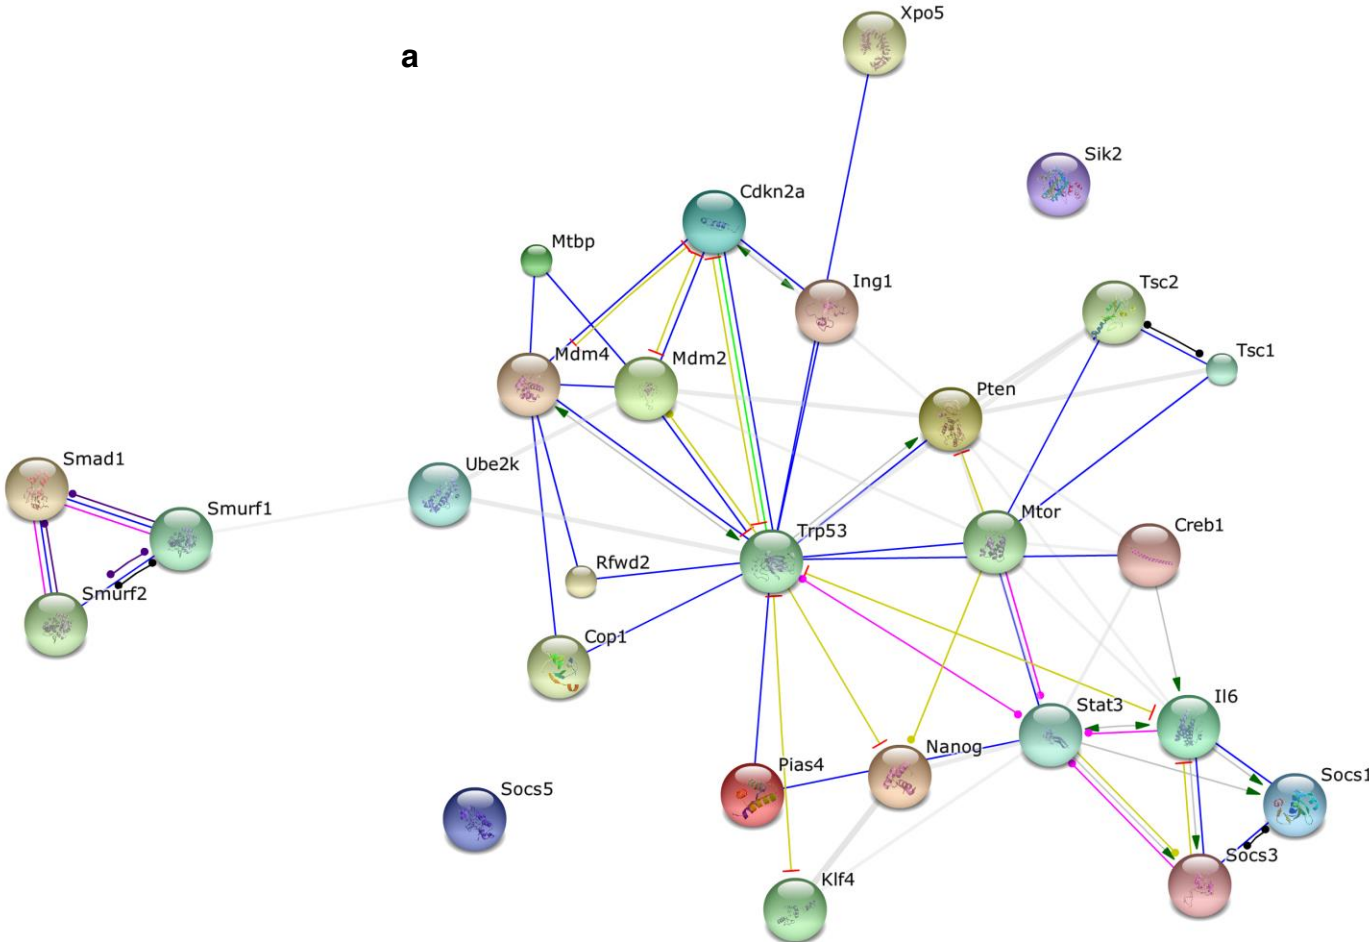 Xpo5
a
Sik2
Cdkn2a
Mtbp
Ing1
Tsc2
Mdm4
Mdm2
Tsc1
Pten
Smad1
Ube2k
Smurf1
Mtor
Trp53
Creb1
Rfwd2
Smurf2
Cop1
Stat3
Il6
Nanog
Pias4
Socs5
Socs1
Socs3
Klf4